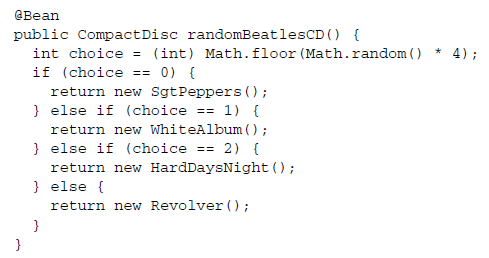 @Bean
public CompactDisc randomBeatlesCD() {
  int choice = (int) Math.floor(Math.random() * 4);
  if (choice == 0) {
    return new SgtPeppers();
  } else if (choice == 1) {
    return new WhiteAlbum();
  } else if (choice == 2) {
    return new HardDaysNight();
  } else {
    return new Revolver();
  }
}